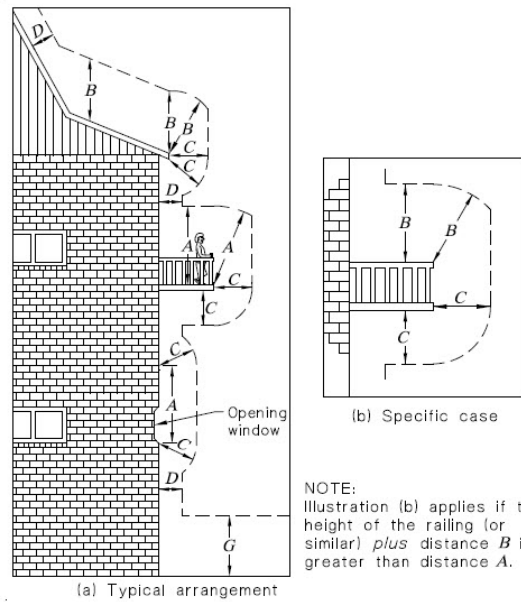 D
B
B
B
C
C
D
A
A
C
C
C
A
Opening
window
C
D
G
(a) Typical arrangement
B
B
C
C
(b) Specific case
NOTE:
Illustration (b) applies if
height of the railing (or
similar) plus distance B
greater than distance A.